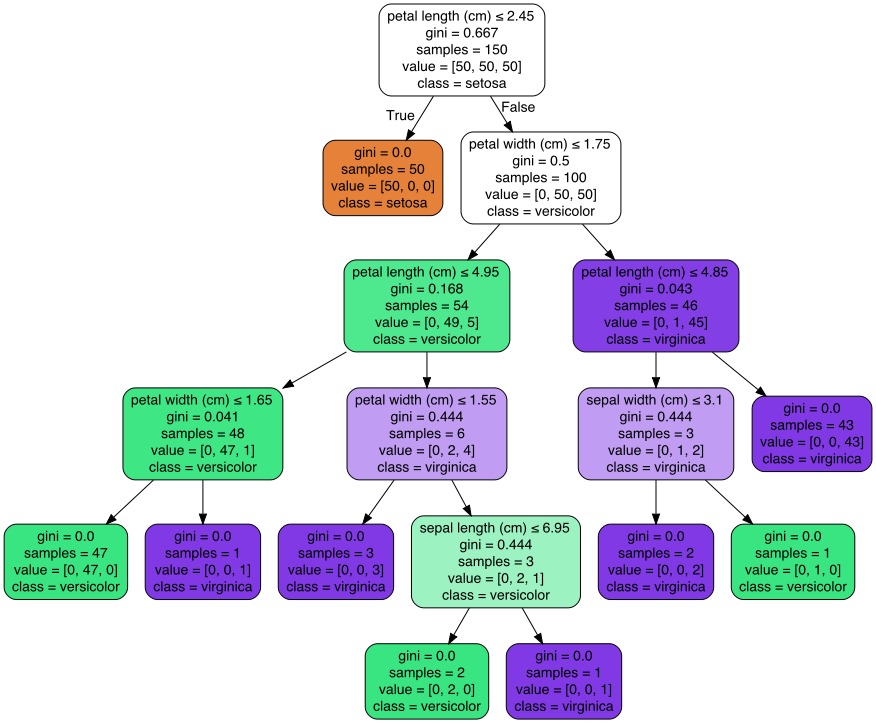 petal length (cm) ≤ 2.45
gini = 0.667
samples = 150
value = [50, 50, 50]
class = setosa
True
False
gini = 0.0
samples = 50
value = [50, 0, 0]
class = setosa
petal width (cm) ≤ 1.75
gini = 0.5
samples = 100
value = [0, 50, 50]
class = versicolor
petal length (cm) ≤ 4.95
gini = 0.168
samples = 54
value = [0, 49, 5]
class = versicolor
petal length (cm) ≤ 4.85
gini = 0.043
samples = 46
value = [0, 1, 45]
class = virginica
petal width (cm) ≤ 1.65
gini = 0.041
samples = 48
value = [0, 47, 1]
class = versicolor
petal width (cm) ≤ 1.55
gini = 0.444
samples = 6
value = [0, 2, 4]
class = virginica
sepal width (cm) ≤ 3.1
gini = 0.444
samples = 3
value = [0, 1, 2]
class = virginica
gini = 0.0
samples = 43
value = [0, 0, 43]
class = virginica
gini = 0.0
samples = 47
value = [0, 47, 0]
class = versicolor
gini = 0.0
samples = 1
value = [0, 0, 1]
class = virginica
gini = 0.0
samples = 3
value = [0, 0, 3]
class = virginica
sepal length (cm) ≤ 6.95
gini = 0.444
samples = 3
value = [0, 2, 1]
class = versicolor
gini = 0.0
samples = 2
value = [0, 0, 2]
class = virginica
gini = 0.0
samples = 1
value = [0, 1, 0]
class = versicolor
gini = 0.0
samples = 2
value = [0, 2, 0]
class = versicolor
gini = 0.0
samples = 1
value = [0, 0, 1]
class = virginica